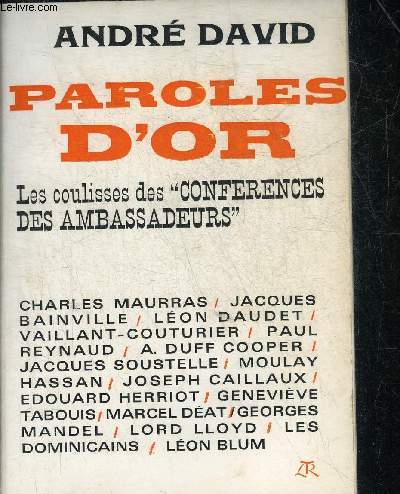 www.le-livre.com
ANDRÉ DAVID
PAROLES
D'OR
Les coulisses des "CONFERENCES
DES AMBASSADEURS"
CHARLES MAURRAS / JACQUES
BAINVILLE / LÉON DAUDET /
VAILLANT-COUTURIER / PAUL
REYNAUD / A. DUFF COOPER /
JACQUES SOUSTELLE / MOULAY
HASSAN / JOSEPH CAILLAUX /
EDOUARD HERRIOT / GENEVIÈVE
TABOUIS / MARCEL DÉAT / GEORGES
MANDEL / LORD LLOYD / LES
DOMINICAINS / LÉON BLUM